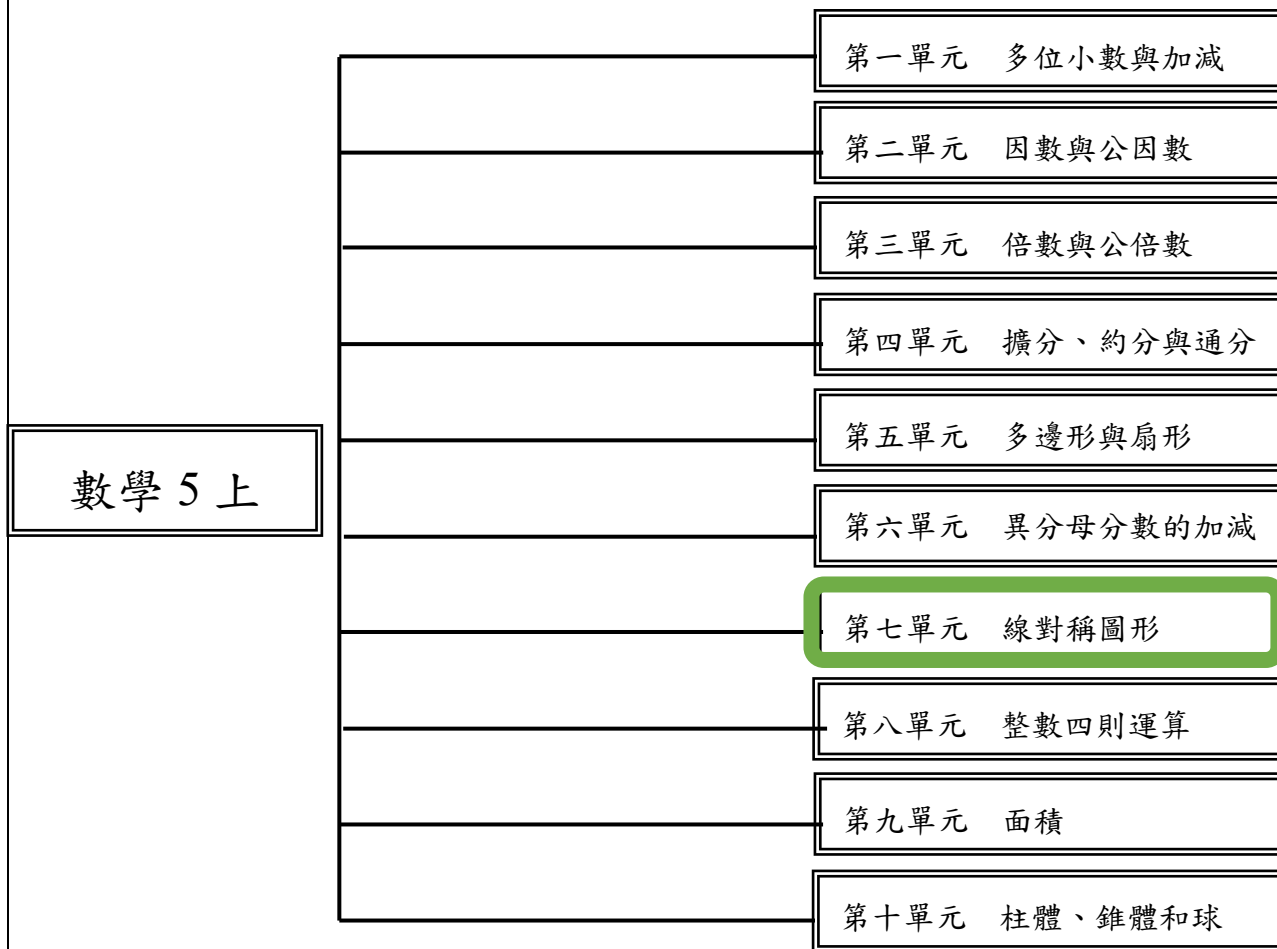 第一單元 多位小數與加減
第二單元 因數與公因數
第三單元 倍數與公倍數
第四單元 擴分、約分與通分
第五單元 多邊形與扇形
數學 5 上
第六單元 異分母分數的加減
第七單元 線對稱圖形
第八單元 整數四則運算
第九單元 面積
第十單元 柱體、錐體和球